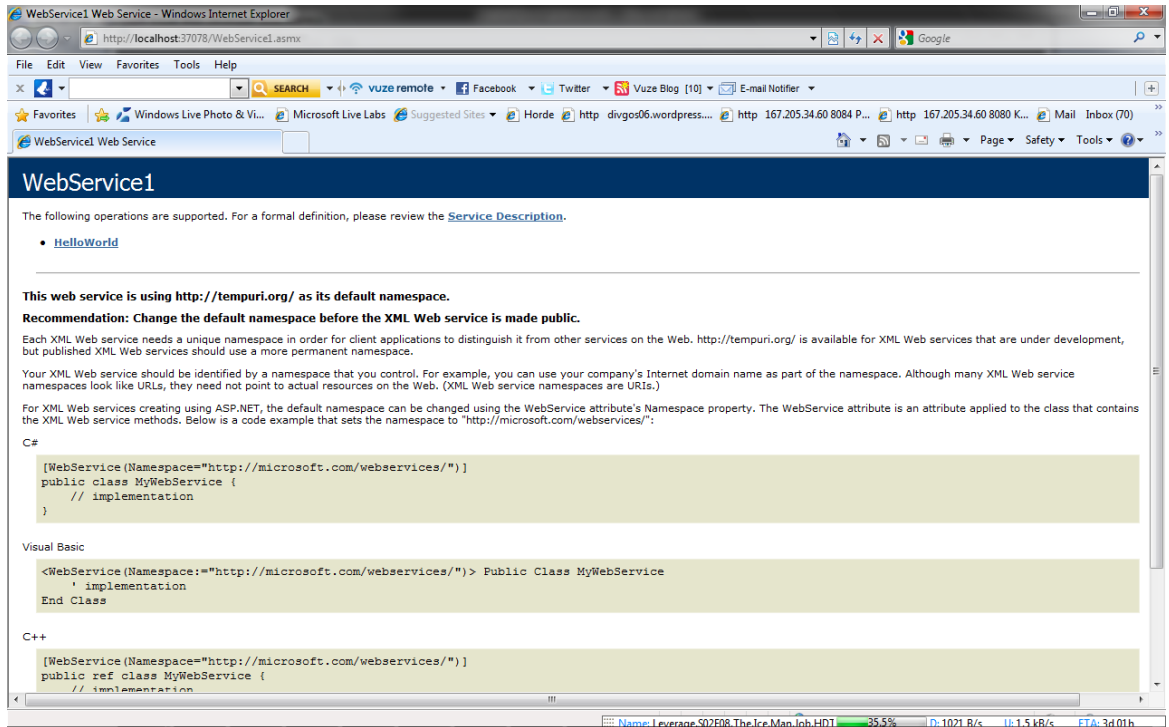 WebService1 Web Service - Windows Internet Explorer
http://localhost:37078/WebService1.asmx
Google
File Edit View Favorites Tools Help
x SEARCH vuze remote Facebook Twitter Vuze Blog [10] E-mail Notifier
Favorites Windows Live Photo & Vi... Microsoft Live Labs Suggested Sites Horde http divgos06.wordpress.... http 167.205.34.60 8084 P... http 167.205.34.60 8080 K... Mail Inbox (70)
WebService1 Web Service Page Safety Tools
WebService1
The following operations are supported. For a formal definition, please review the Service Description.
• HelloWorld
This web service is using http://tempuri.org/ as its default namespace.
Recommendation: Change the default namespace before the XML Web service is made public.
Each XML Web service needs a unique namespace in order for client applications to distinguish it from other services on the Web. http://tempuri.org/ is available for XML Web services that are under development,
but published XML Web services should use a more permanent namespace.
Your XML Web service should be identified by a namespace that you control. For example, you can use your company's Internet domain name as part of the namespace. Although many XML Web service
namespaces look like URLs, they need not point to actual resources on the Web. (XML Web service namespaces are URIs.)
For XML Web services creating using ASP.NET, the default namespace can be changed using the WebService attribute's Namespace property. The WebService attribute is an attribute applied to the class that contains
the XML Web service methods. Below is a code example that sets the namespace to "http://microsoft.com/webservices/":
C#
[WebService(Namespace="http://microsoft.com/webservices/")]
public class MyWebService {
// implementation
}
Visual Basic
<WebService(Namespace:="http://microsoft.com/webservices/")> Public Class MyWebService
' implementation
End Class
C++
[WebService(Namespace="http://microsoft.com/webservices/")]
public ref class MyWebService {
// implementation
Name: Leverage.S02E08.The.Ice.Man.Job.HDT 35.5% D: 1021 B/s U: 1.5 kB/s ETA: 3d 01h